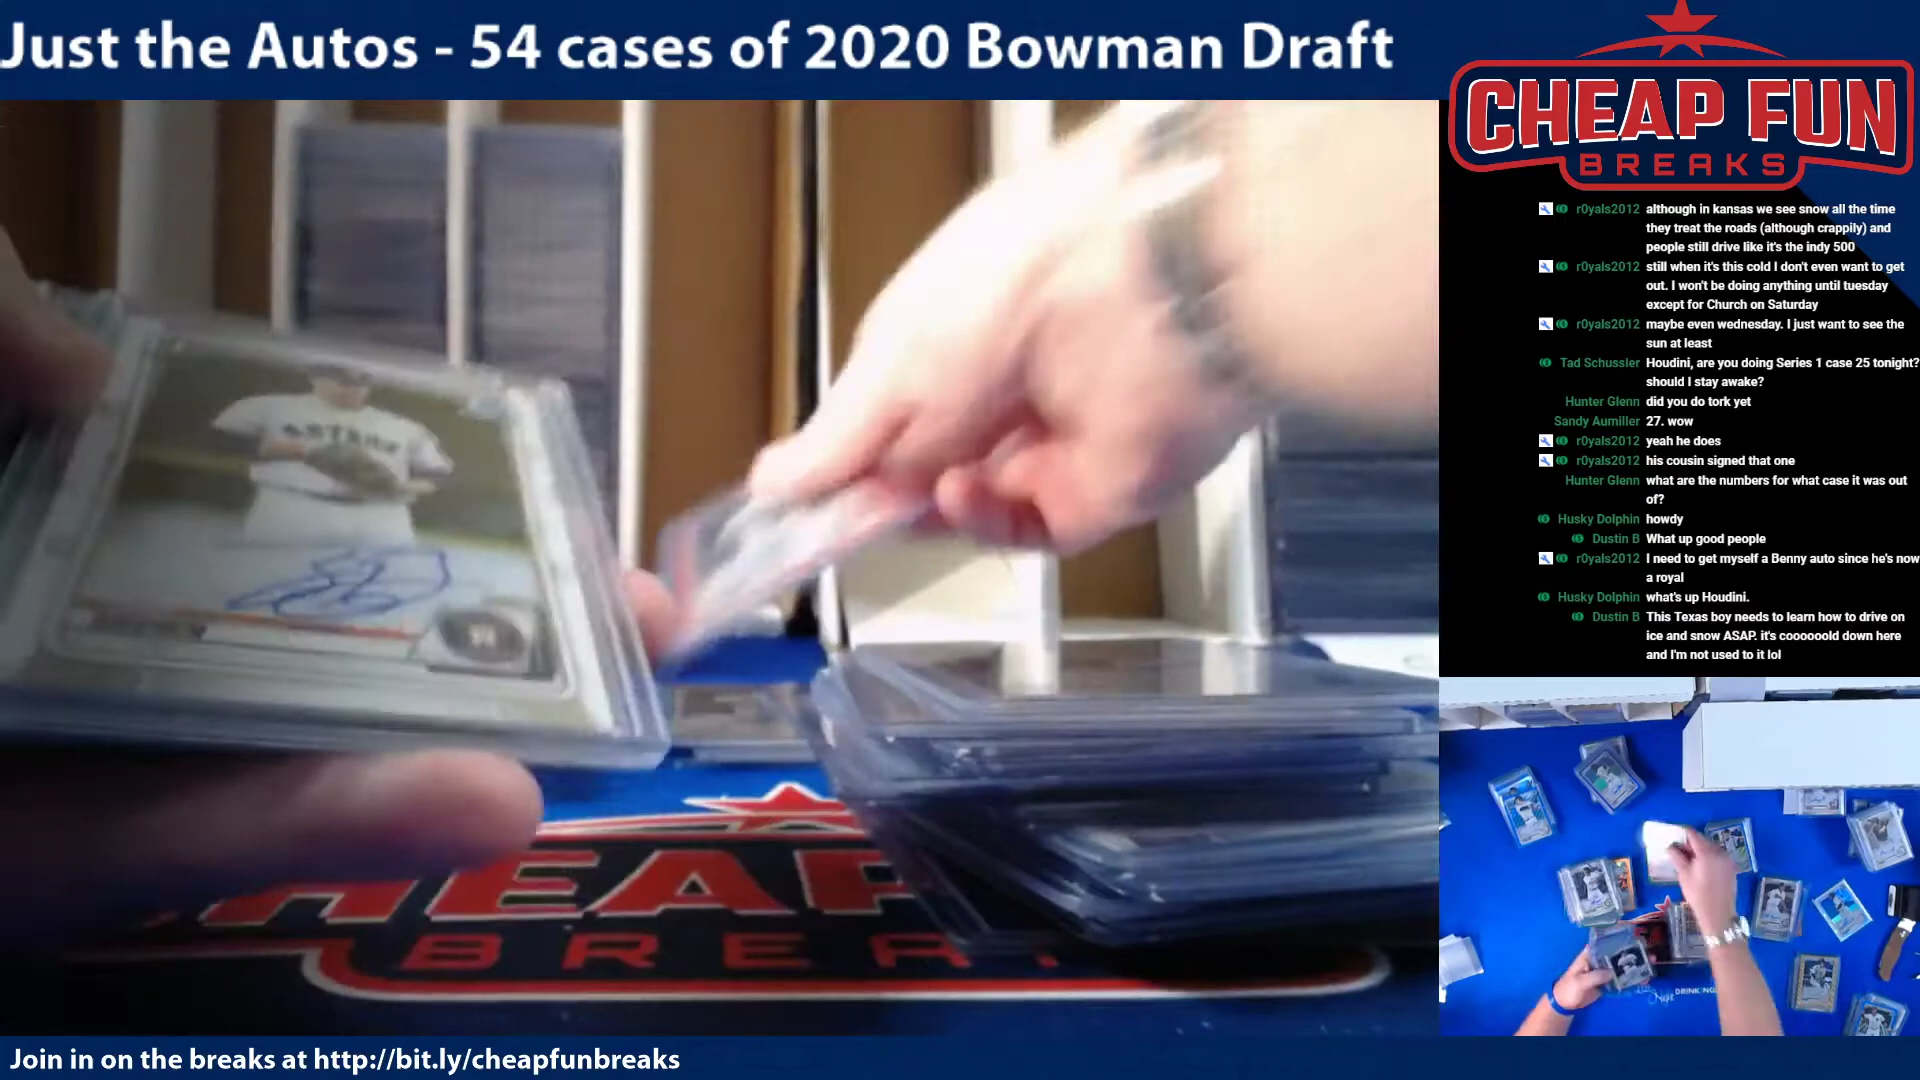 Just the Autos - 54 cases of 2020 Bowman Draft
CHEAP FUN
BREAKS
r0yals2012 although in kansas we see snow all the time
they treat the roads (although crappily) and
people still drive like it's the indy 500
r0yals2012 still when it's this cold I don't even want to get
out. I won't be doing anything until tuesday
except for Church on Saturday
r0yals2012 maybe even wednesday. I just want to see the
sun at least
Tad Schussler Houdini, are you doing Series 1 case 25 tonight?
should I stay awake?
Hunter Glenn did you do tork yet
Sandy Aumiller 27. wow
r0yals2012 yeah he does
r0yals2012 his cousin signed that one
Hunter Glenn what are the numbers for what case it was out
of?
Husky Dolphin howdy
Dustin B What up good people
r0yals2012 I need to get myself a Benny auto since he's now
a royal
Husky Dolphin what's up Houdini.
Dustin B This Texas boy needs to learn how to drive on
ice and snow ASAP. it's coooooold down here
and I'm not used to it lol
ASTROS
HEAP
BREA
DRINK
Join in on the breaks at http://bit.ly/cheapfunbreaks